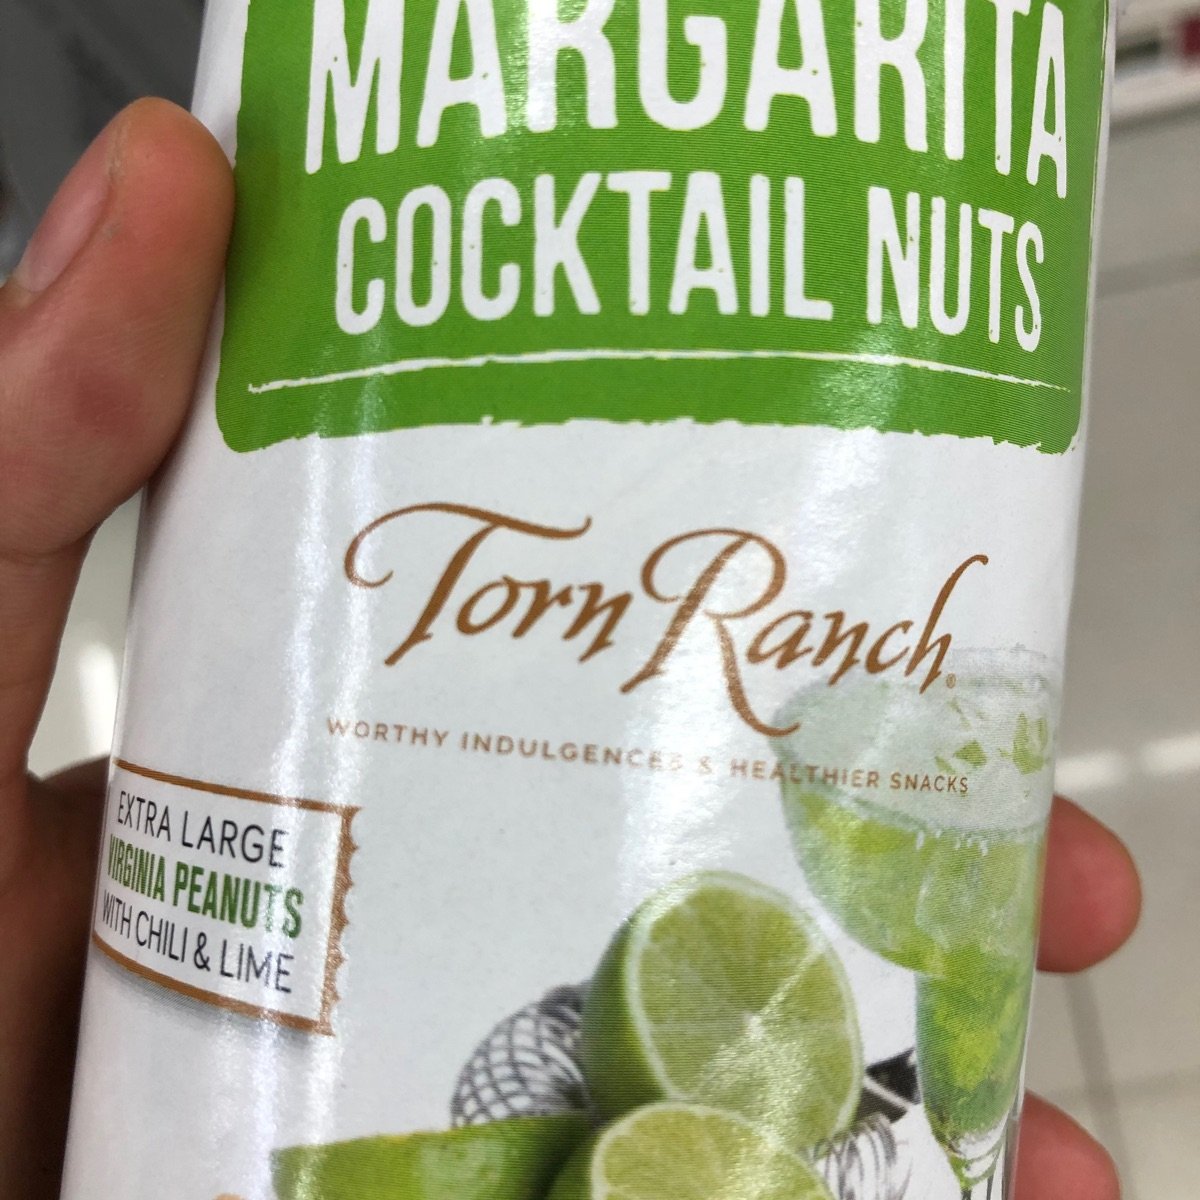 MARGARITA
COCKTAIL NUTS
Torn Ranch®
WORTHY INDULGENCES & HEALTHIER SNACKS
EXTRA LARGE
VIRGINIA PEANUTS
WITH CHILI & LIME